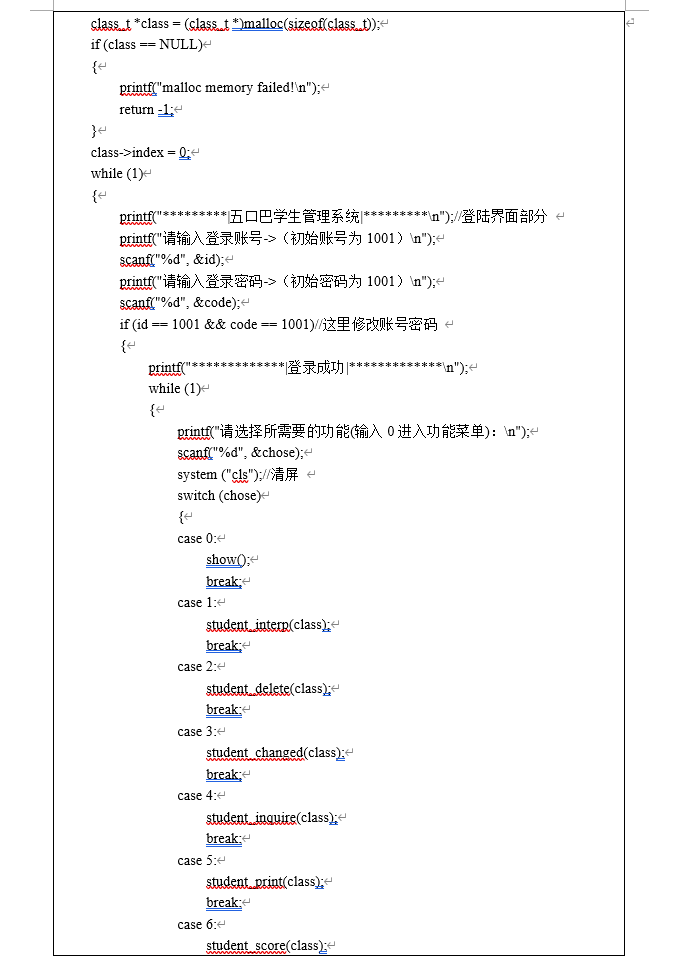 class_t *class = (class_t *)malloc(sizeof(class_t));
if (class == NULL)
{
printf("malloc memory failed!\n");
return -1;
}
class->index = 0;
while (1)
{
printf("*********|五口巴学生管理系统|*********\n");//登陆界面部分
printf("请输入登录账号->（初始账号为 1001）\n");
scanf("%d", &id);
printf("请输入登录密码->（初始密码为 1001）\n");
scanf("%d", &code);
if (id == 1001 && code == 1001)//这里修改账号密码
{
printf("*************|登录成功|*************\n");
while (1)
{
printf("请选择所需要的功能(输入 0 进入功能菜单)：\n");
scanf("%d", &chose);
system ("cls");//清屏
switch (chose)
{
case 0:
show();
break;
case 1:
student_interp(class);
break;
case 2:
student_delete(class);
break;
case 3:
student_changed(class);
break;
case 4:
student_inquire(class);
break;
case 5:
student_print(class);
break;
case 6:
student_score(class);